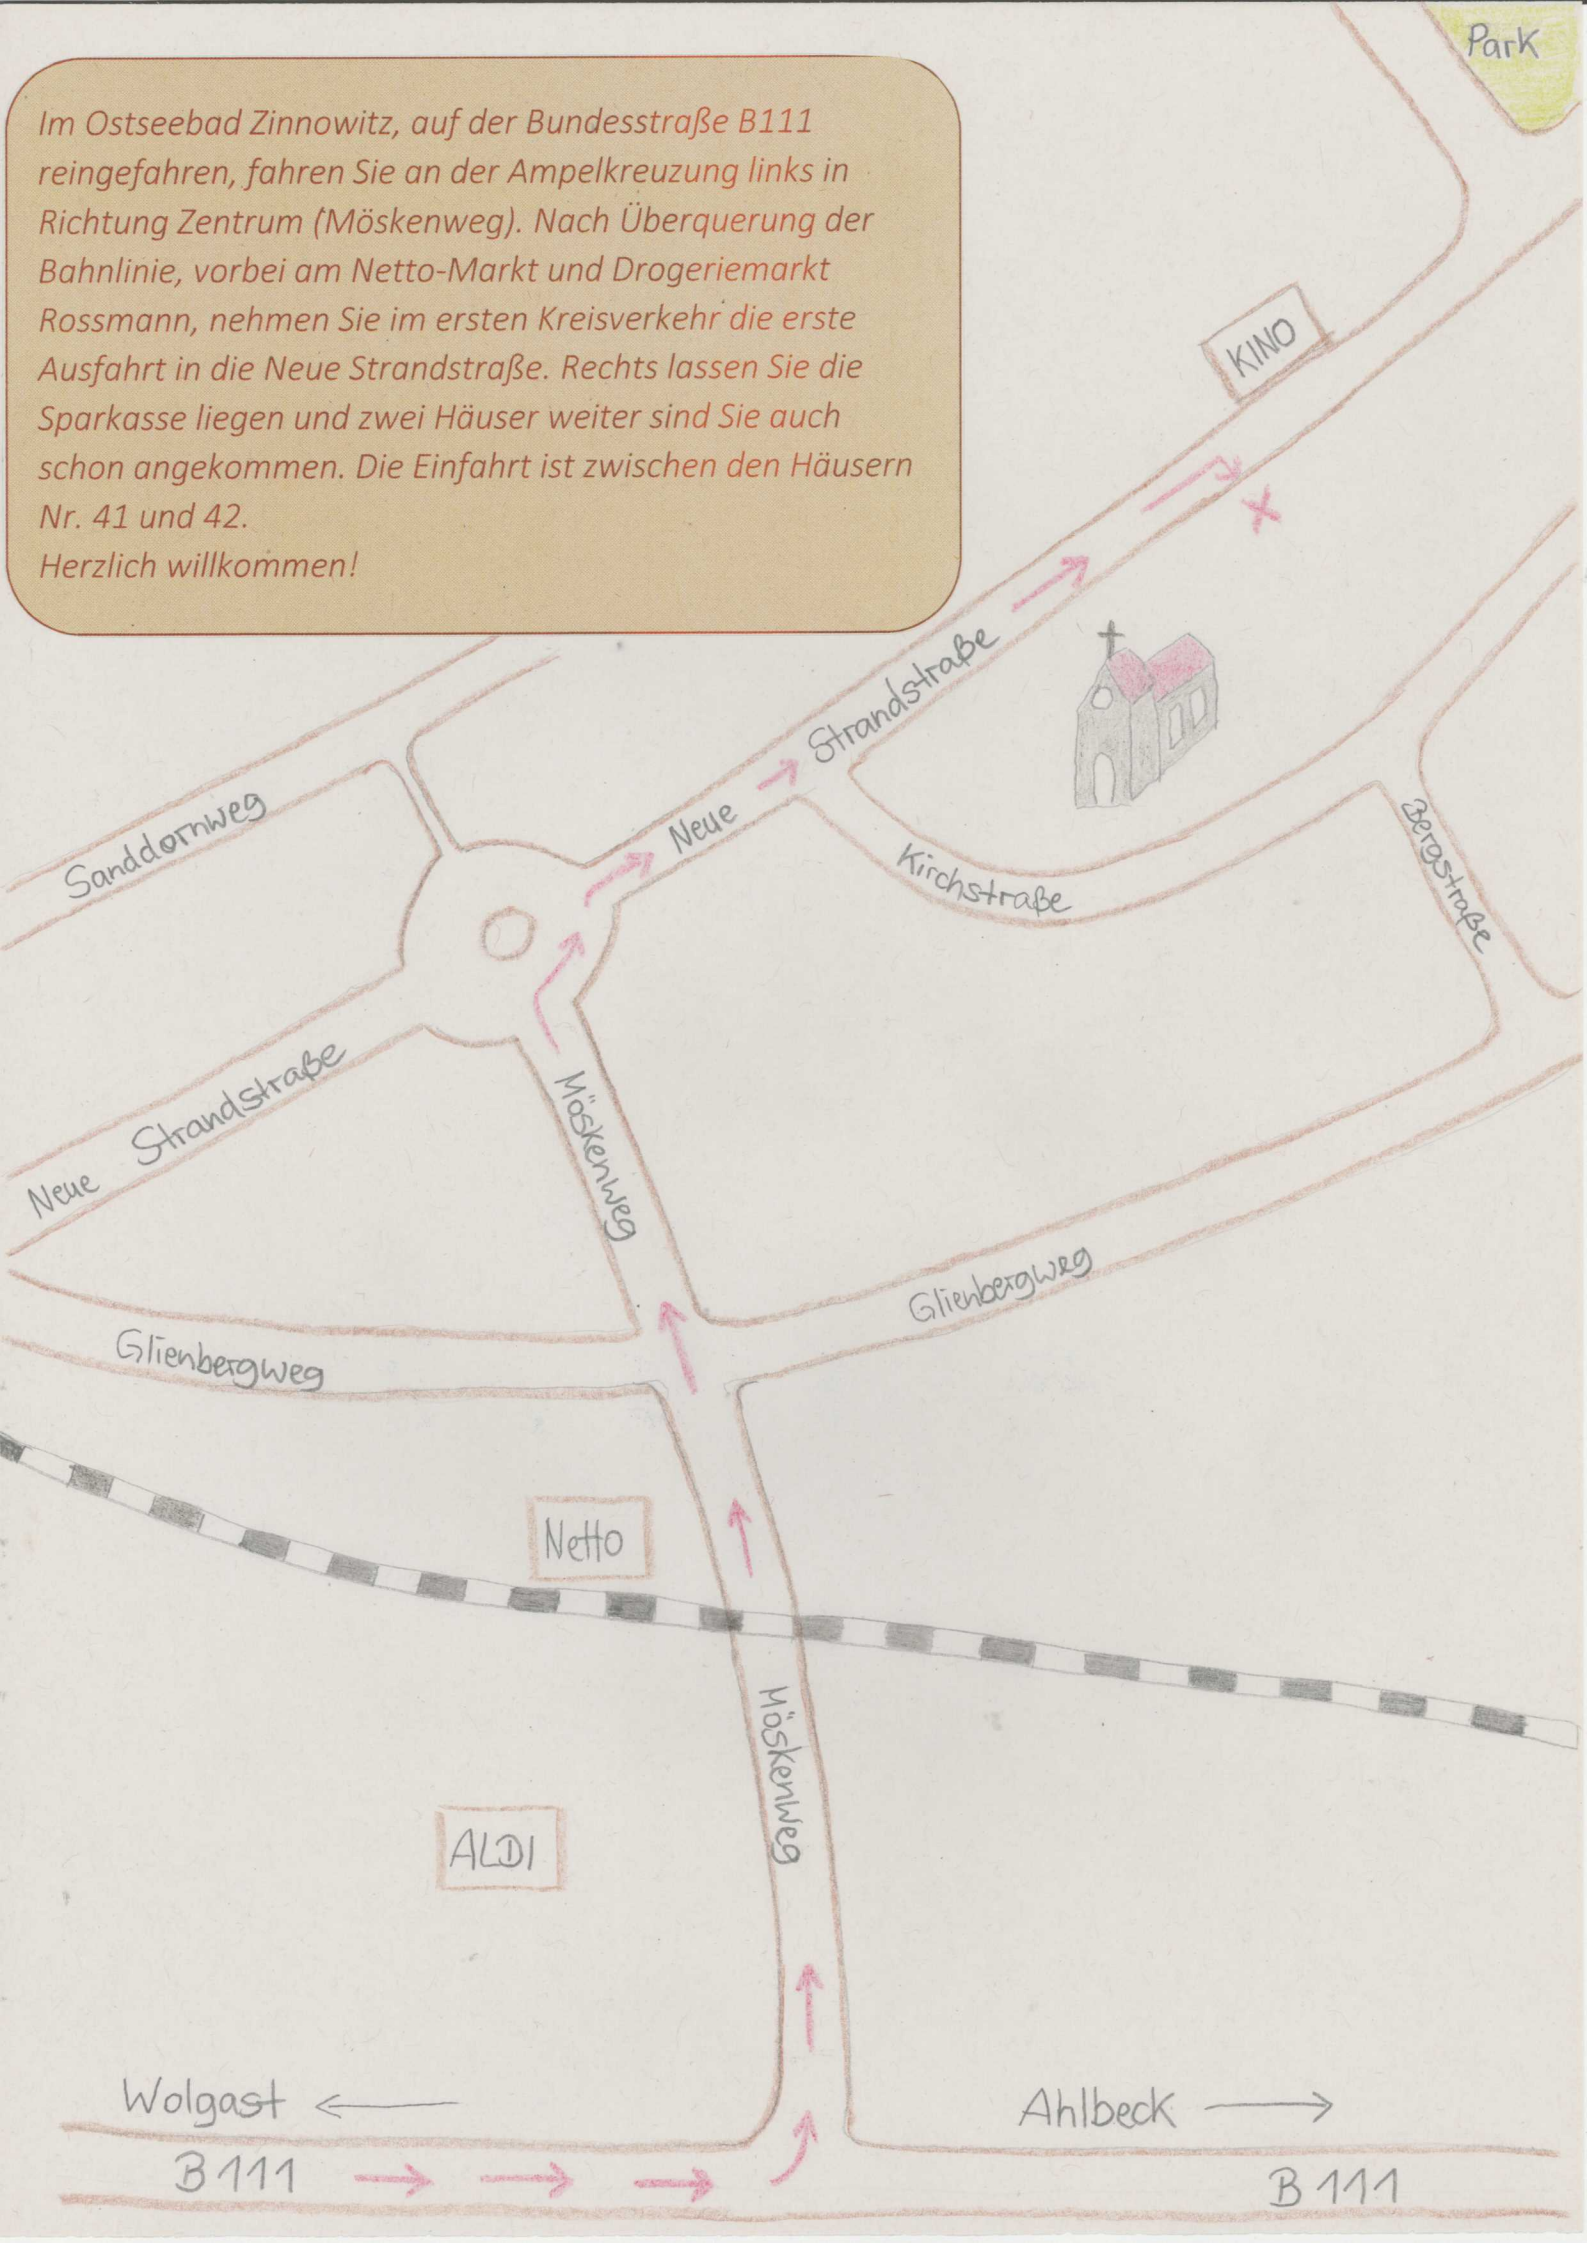 Park
Im Ostseebad Zinnowitz, auf der Bundesstraße B111
reingefahren, fahren Sie an der Ampelkreuzung links in
Richtung Zentrum (Möskenweg). Nach Überquerung der
Bahnlinie, vorbei am Netto-Markt und Drogeriemarkt
Rossmann, nehmen Sie im ersten Kreisverkehr die erste
Ausfahrt in die Neue Strandstraße. Rechts lassen Sie die
Sparkasse liegen und zwei Häuser weiter sind Sie auch
schon angekommen. Die Einfahrt ist zwischen den Häusern
Nr. 41 und 42.
Herzlich willkommen!
KINO
Neue Strandstraße
Sanddornweg
Kirchstraße
Bergstraße
Neue Strandstraße
Möskenweg
Glienbergweg
Glienbergweg
Netto
Möskenweg
ALDI
Wolgast
Ahlbeck
B 111
B 111